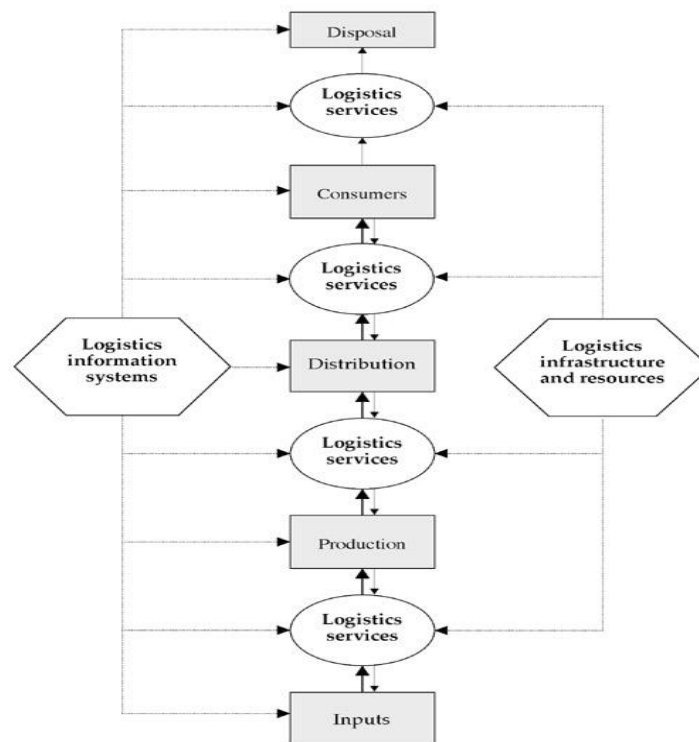 Disposal
Logistics
services
Consumers
Logistics
services
Logistics
information
systems
Distribution
Logistics
infrastructure
and resources
Logistics
services
Production
Logistics
services
Inputs